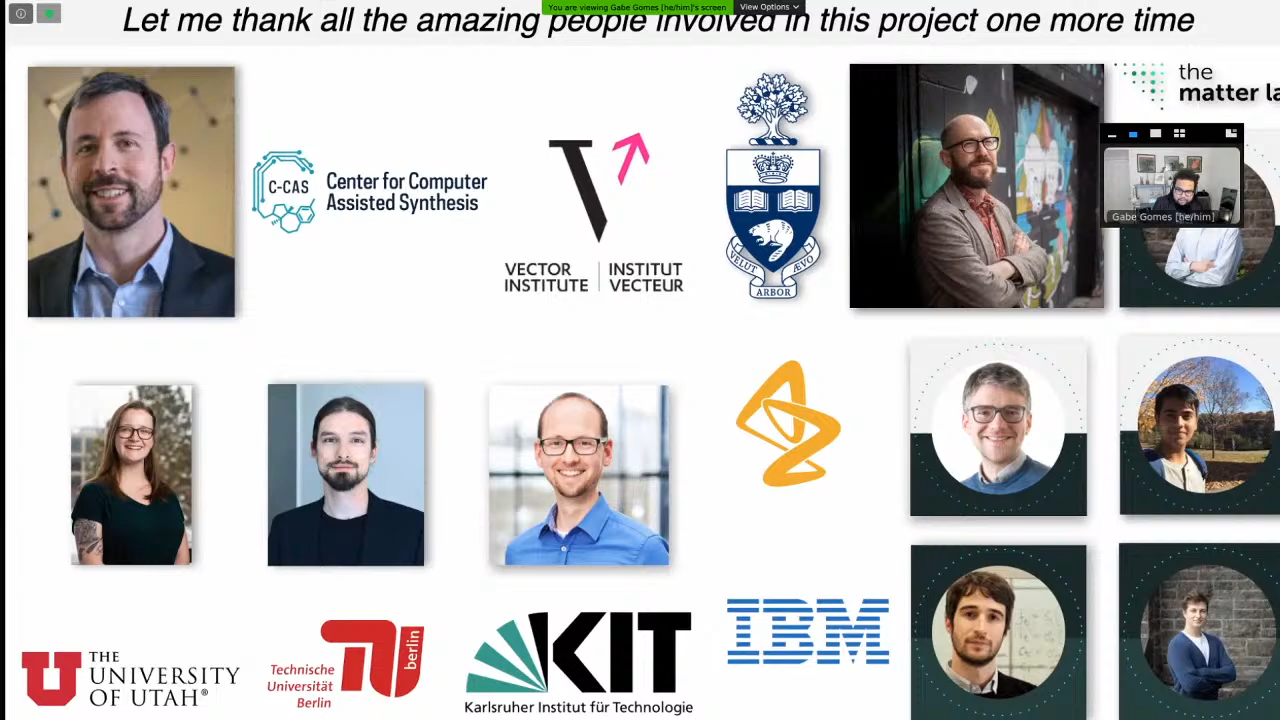 You are viewing Gabe Gomes [he/him]'s screen
View Options
Let me thank all the amazing people involved in this project one more time
C-CAS
Center for Computer
Assisted Synthesis
VECTOR
INSTITUTE
INSTITUT
VECTEUR
VELUT
ÆVO
ARBOR
the
matter la
Gabe Gomes [he/him]
THE
UNIVERSITY
OF UTAH®
Technische
Universität
Berlin
berlin
KIT
Karlsruher Institut für Technologie
IBM